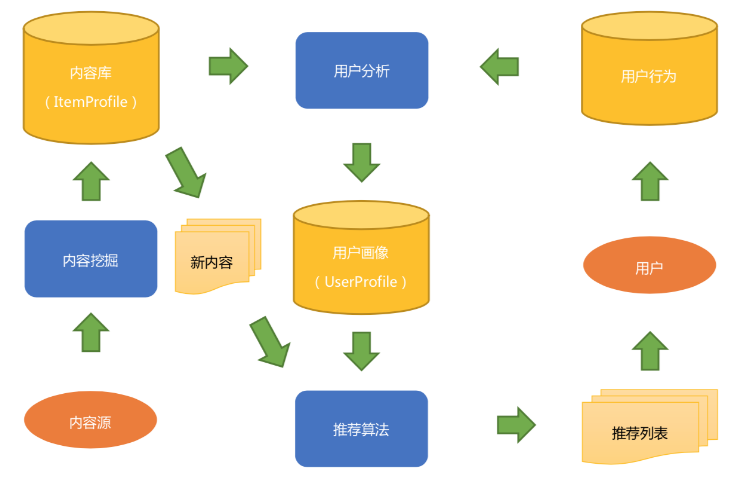 内容库
（ItemProfile）
用户分析
用户行为
内容挖掘
新内容
用户画像
（UserProfile）
用户
内容源
推荐算法
推荐列表